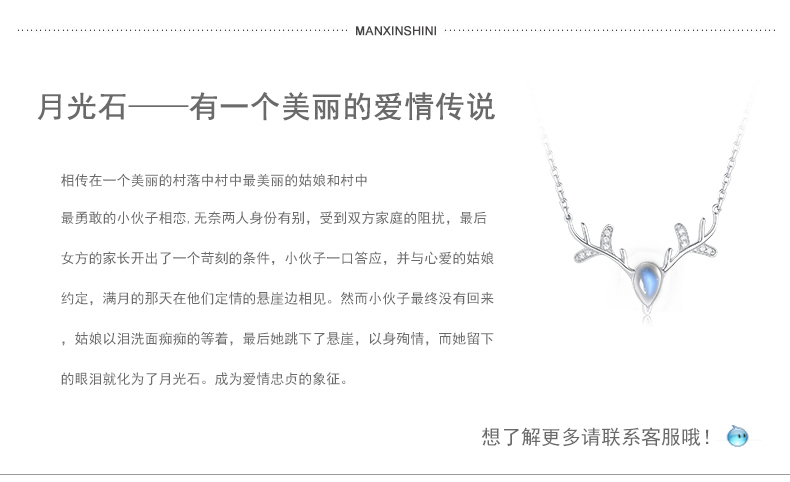 MANXINSHINI
月光石——有一个美丽的爱情传说
相传在一个美丽的村落中村中最美丽的姑娘和村中
最勇敢的小伙子相恋,无奈两人身份有别，受到双方家庭的阻扰，最后
女方的家长开出了一个苛刻的条件，小伙子一口答应，并与心爱的姑娘
约定，满月的那天在他们定情的悬崖边相见。然而小伙子最终没有回来
，姑娘以泪洗面痴痴的等着，最后她跳下了悬崖，以身殉情，而她留下
的眼泪就化为了月光石。成为爱情忠贞的象征。
想了解更多请联系客服哦！